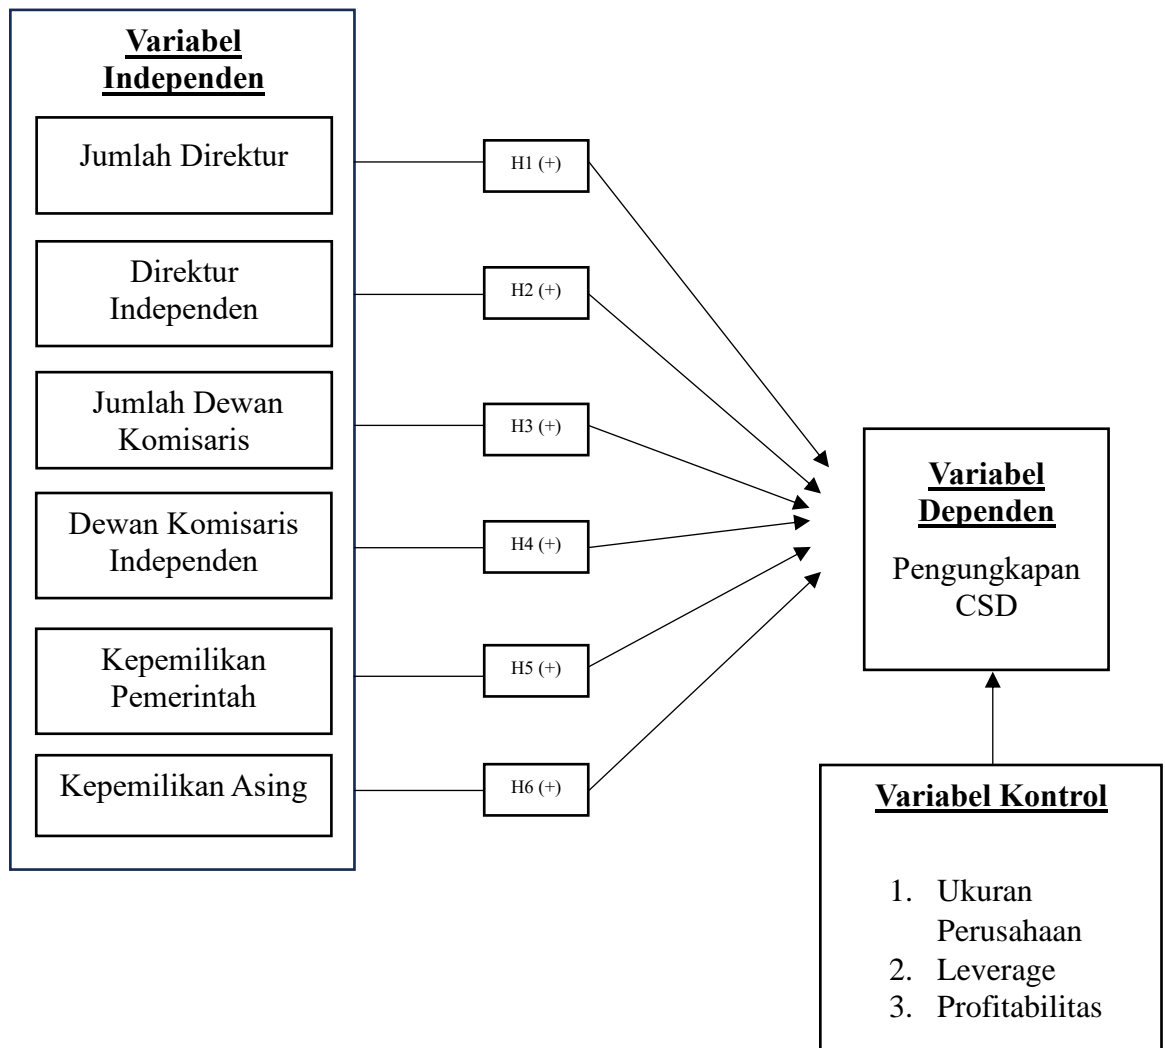 Variabel
Independen
Jumlah Direktur
H1 (+)
Direktur
Independen
H2 (+)
Jumlah Dewan
Komisaris
H3 (+)
Dewan Komisaris
Independen
H4 (+)
Kepemilikan
Pemerintah
H5 (+)
Kepemilikan Asing
H6 (+)
Variabel
Dependen
Pengungkapan
CSD
Variabel Kontrol
1. Ukuran
Perusahaan
2. Leverage
3. Profitabilitas